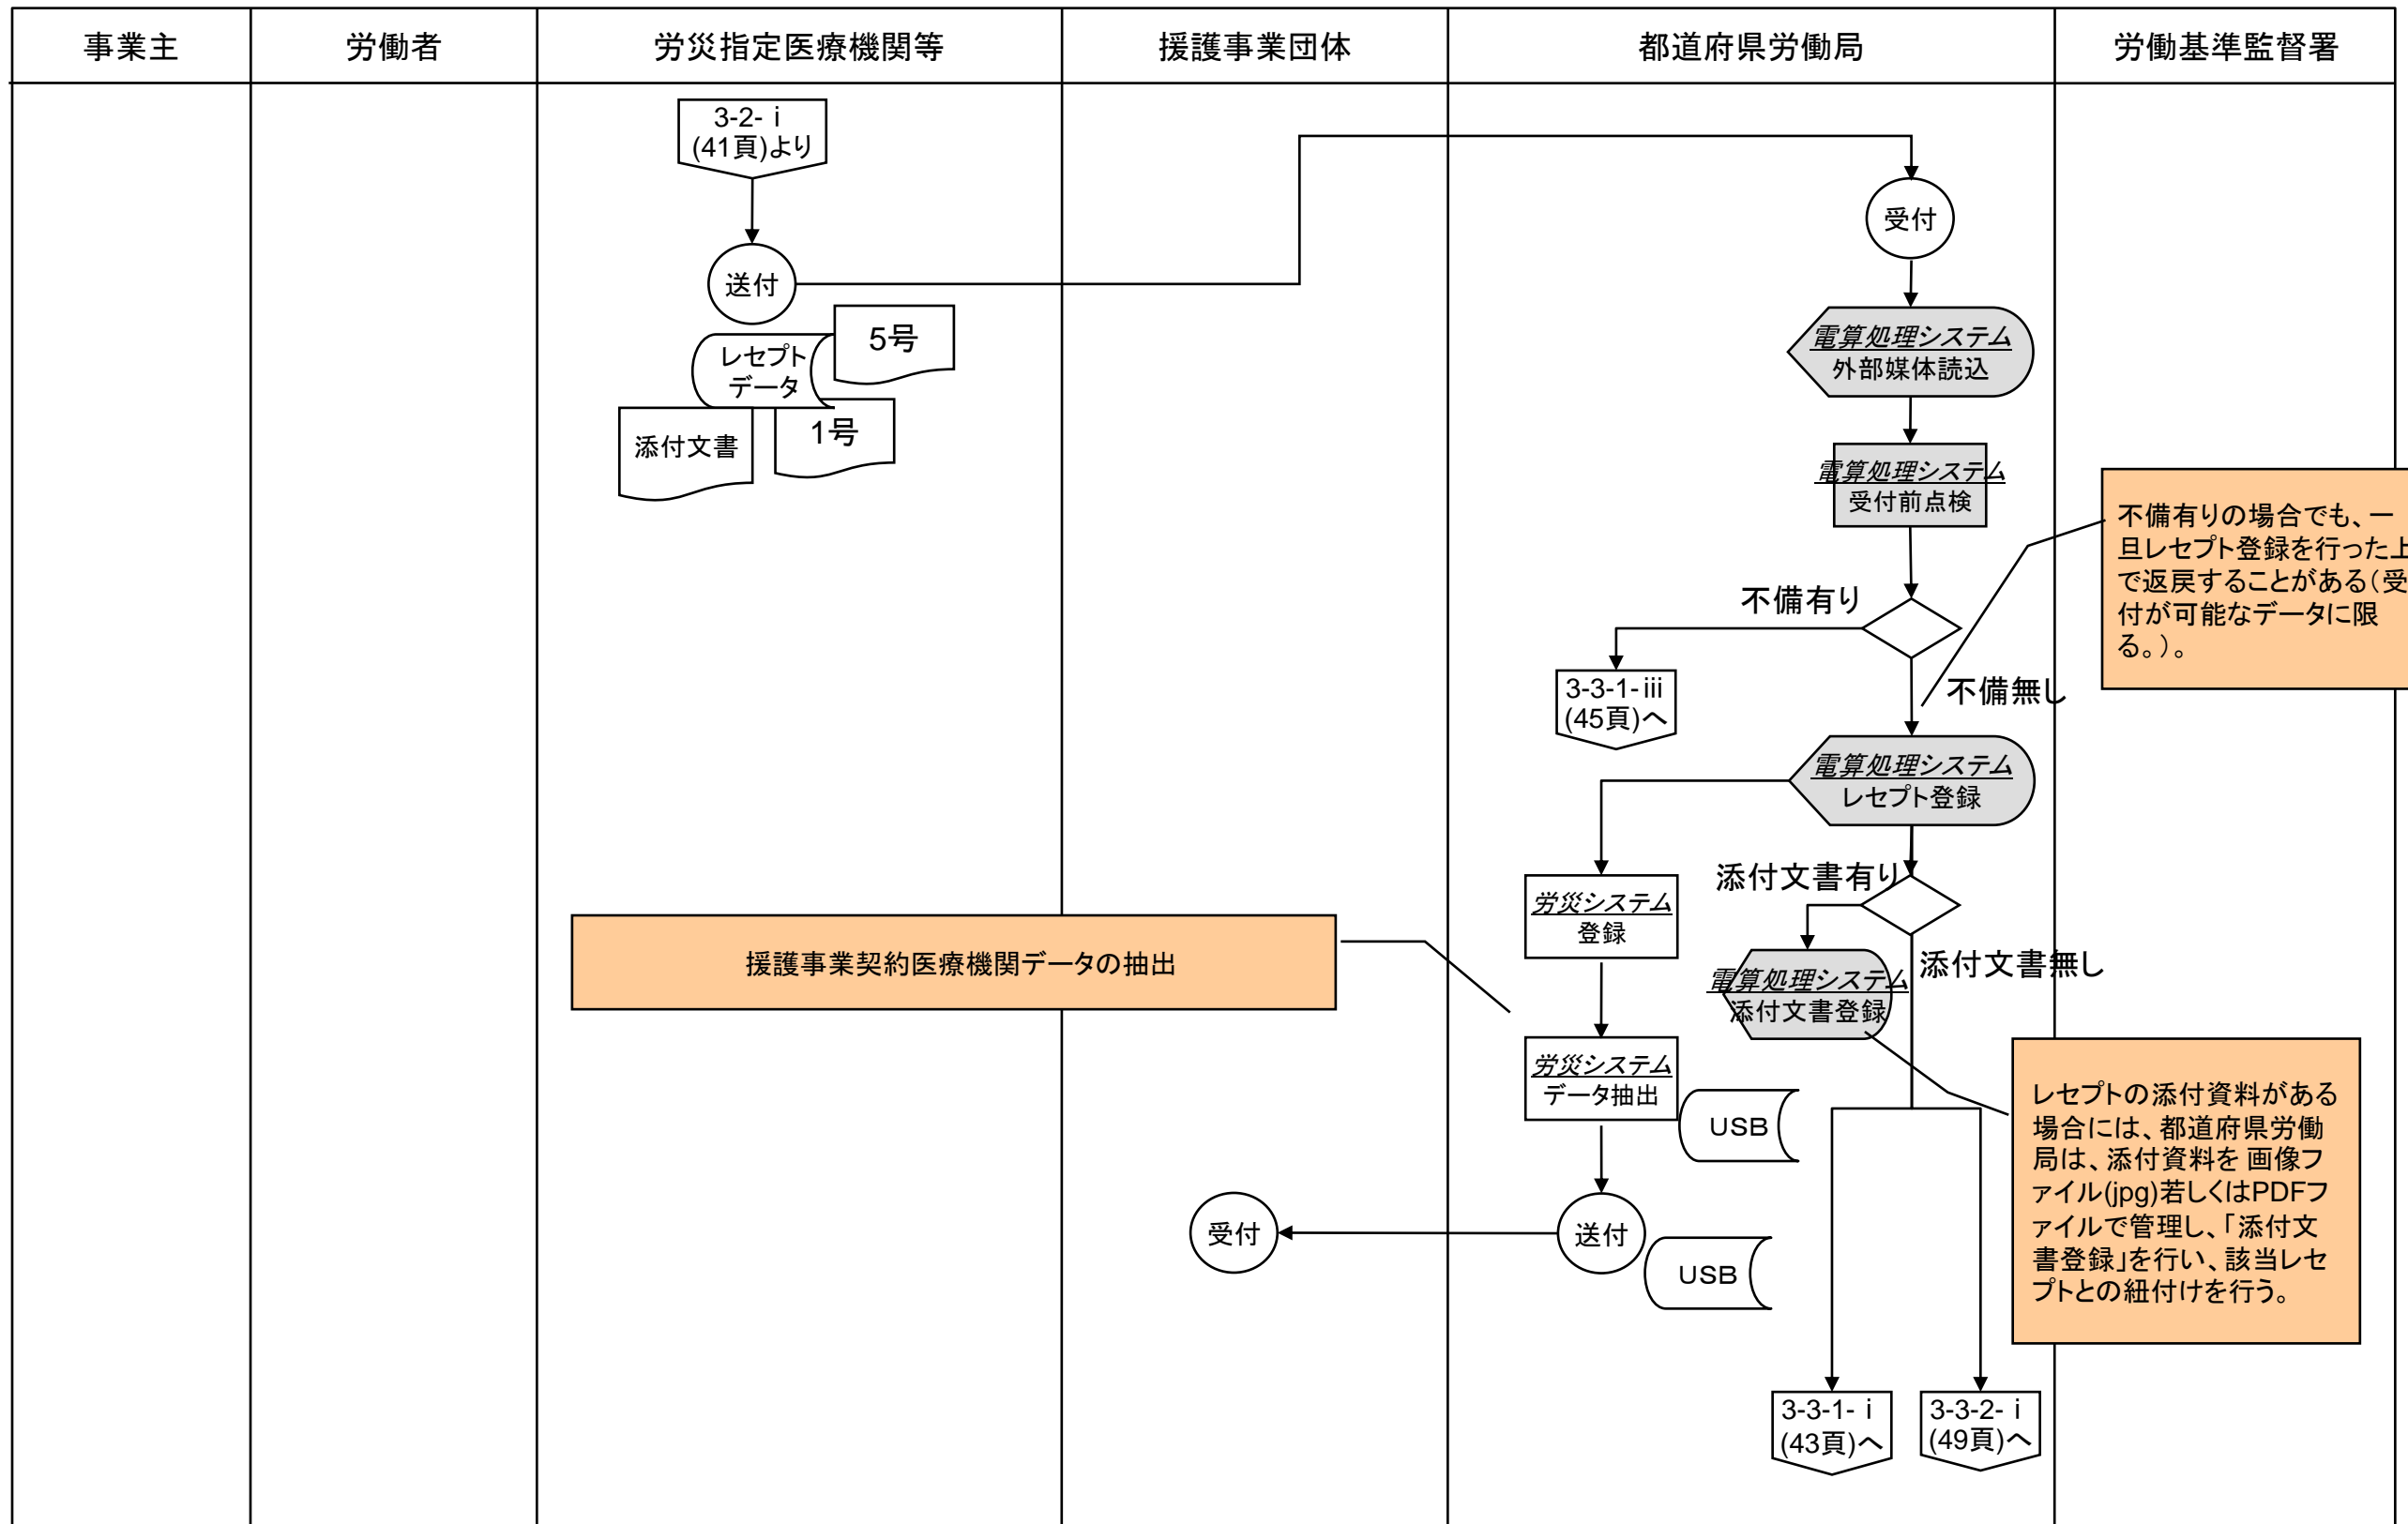 事業主
労働者
労災指定医療機関等
援護事業団体
都道府県労働局
労働基準監督署
3-2- i
(41頁)より
受付
送付
5号
レセプト
データ
1号
添付文書
電算処理システム
外部媒体読込
電算処理システム
受付前点検
不備有りの場合でも、一
旦レセプト登録を行った上
で返戻することがある（受
付が可能なデータに限
る。）。
不備有り
3-3-1- iii
(45頁)へ
不備無し
電算処理システム
レセプト登録
添付文書有り
労災システム
登録
援護事業契約医療機関データの抽出
添付文書無し
電算処理システム
添付文書登録
労災システム
データ抽出
USB
レセプトの添付資料がある
場合には、都道府県労働
局は、添付資料を 画像フ
ァイル(jpg)若しくはPDFフ
ァイルで管理し、「添付文
書登録」を行い、該当レセ
プトとの紐付けを行う。
受付
送付
USB
3-3-1- i
(43頁)へ
3-3-2- i
(49頁)へ